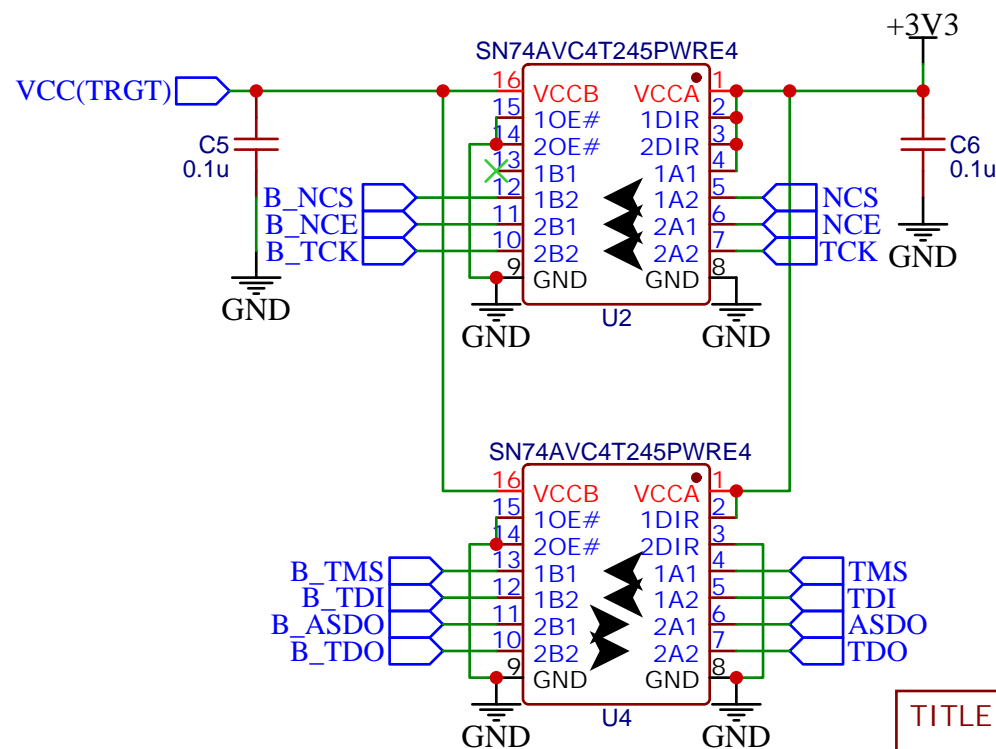 +3V3
SN74AVC4T245PWRE4
VCC(TRGT)
16 VCCB VCCA 1
15 1OE# 1DIR 2
14 2OE# 2DIR 3
13 1B1 1A1 4
12 1B2 1A2 5
11 2B1 2A1 6
10 2B2 2A2 7
9 GND GND 8
U2
C5
0.1u
C6
0.1u
B_NCS
B_NCE
B_TCK
NCS
NCE
TCK
GND
GND
GND
GND
SN74AVC4T245PWRE4
16 VCCB VCCA 1
15 1OE# 1DIR 2
14 2OE# 2DIR 3
13 1B1 1A1 4
12 1B2 1A2 5
11 2B1 2A1 6
10 2B2 2A2 7
9 GND GND 8
U4
B_TMS
B_TDI
B_ASDO
B_TDO
TMS
TDI
ASDO
TDO
GND
GND
TITLE